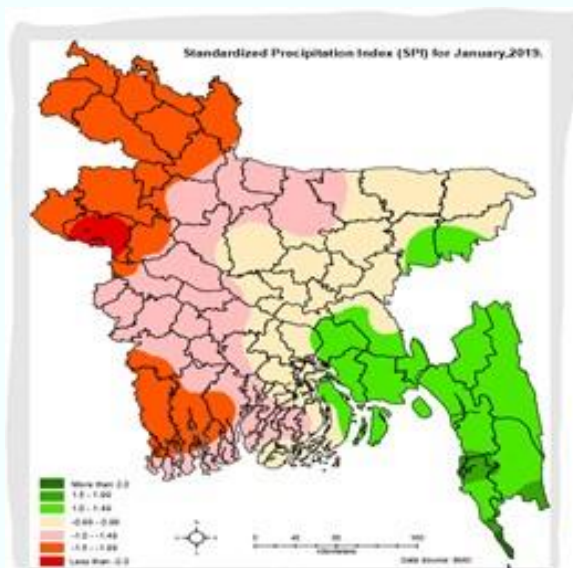 Standardized Precipitation Index (SPI) for January,2019.
More than 2.0
1.5 - 1.99
1.0 - 1.49
-0.99 - 0.99
-1.0 - -1.49
-1.5 - -1.99
Less than -2.0
Kilometers
Data source: BMD